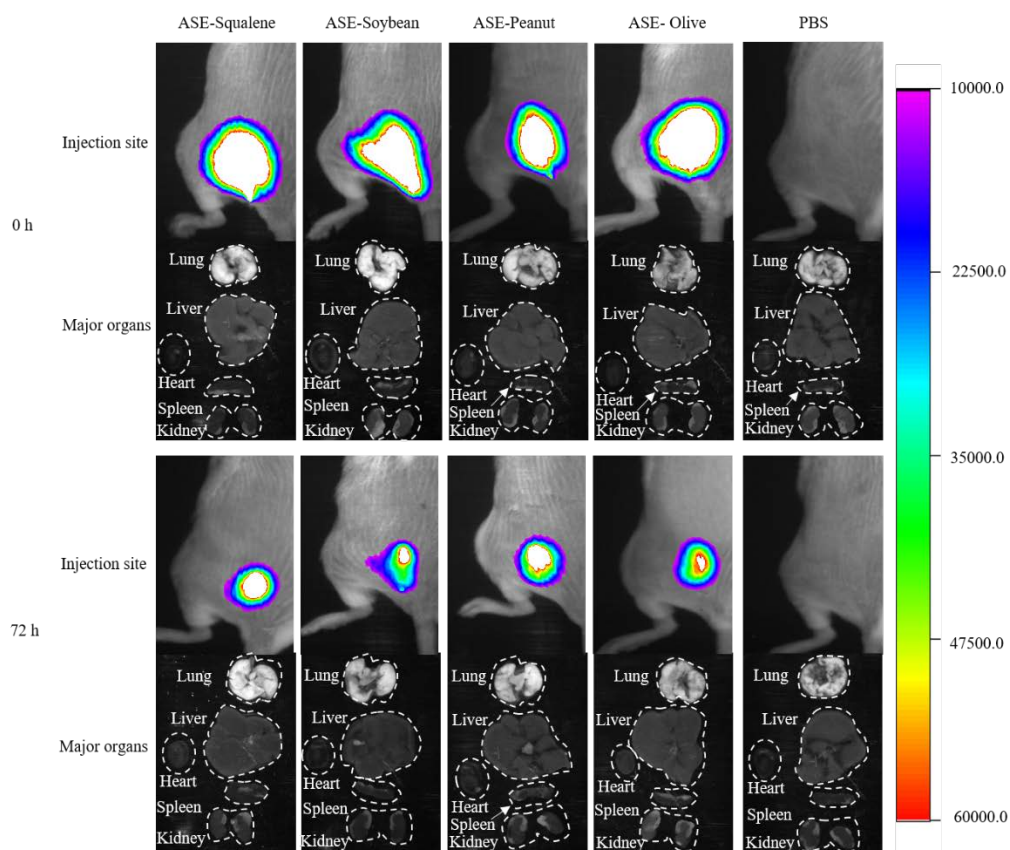 ASE-Squalene ASE-Soybean ASE-Peanut ASE- Olive PBS
10000.0
Injection site
0 h
Lung Lung Lung Lung Lung
22500.0
Liver Liver Liver Liver Liver
Major organs
Heart Heart Heart Heart Heart
Spleen Spleen Spleen Spleen Spleen
Kidney Kidney Kidney Kidney Kidney
35000.0
Injection site
72 h
47500.0
Lung Lung Lung Lung Lung
Liver Liver Liver Liver Liver
Major organs
Heart Heart Heart Heart Heart
Spleen Spleen Spleen Spleen Spleen
Kidney Kidney Kidney Kidney Kidney
60000.0